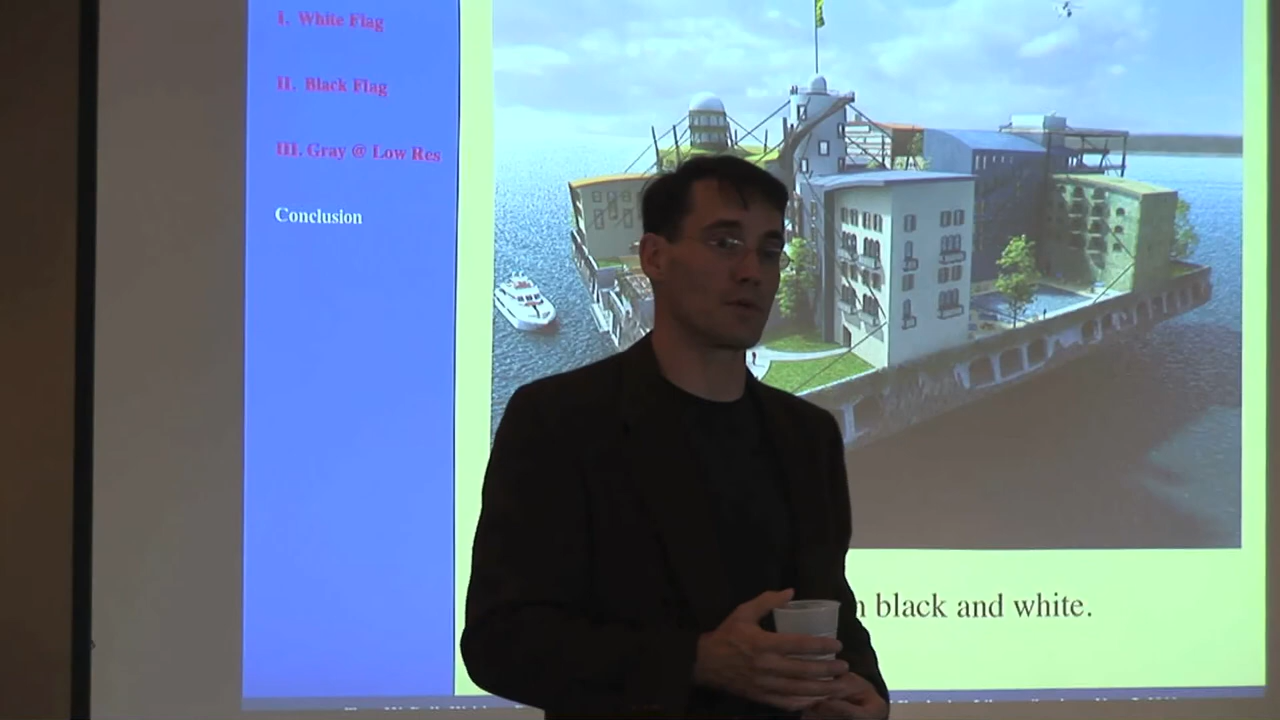 I. White Flag
II. Black Flag
III. Gray @ Low Res
Conclusion
black and white.